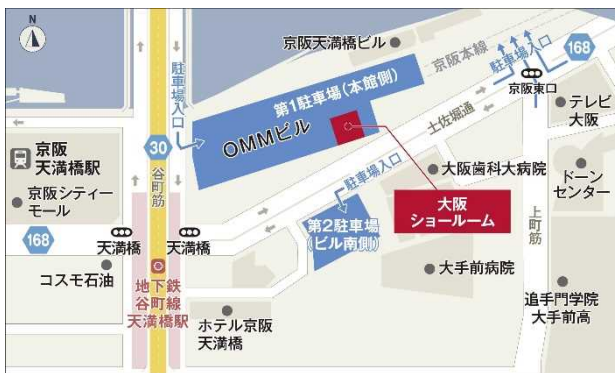 N
京阪天満橋ビル
京阪本線
駐車場入口
168
駐車場入口
第1駐車場(本館側)
OMMビル
京阪東口
テレビ
大阪
土佐堀通
30
谷町筋
京阪
天満橋駅
京阪シティー
モール
駐車場入口
大阪歯科大病院
ドーン
センター
大阪
ショールーム
第2駐車場
(ビル南側)
上町筋
168
天満橋
天満橋
コスモ石油
大手前病院
地下鉄
谷町線
天満橋駅
追手門学院
大手前高
ホテル京阪
天満橋